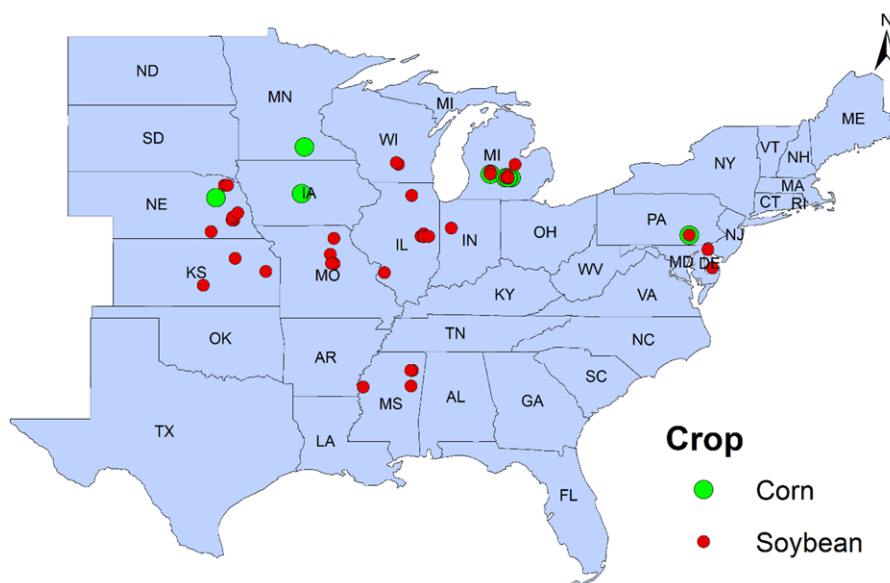 N
ND
MN
MI
ME
SD
WI
MI
VT
NH
NY
MA
CT
RI
IA
NE
PA
NJ
IL
IN
OH
MD
DE
KS
MO
WV
KY
VA
TN
NC
OK
AR
SC
MS
AL
GA
TX
LA
FL
Crop
Corn
Soybean